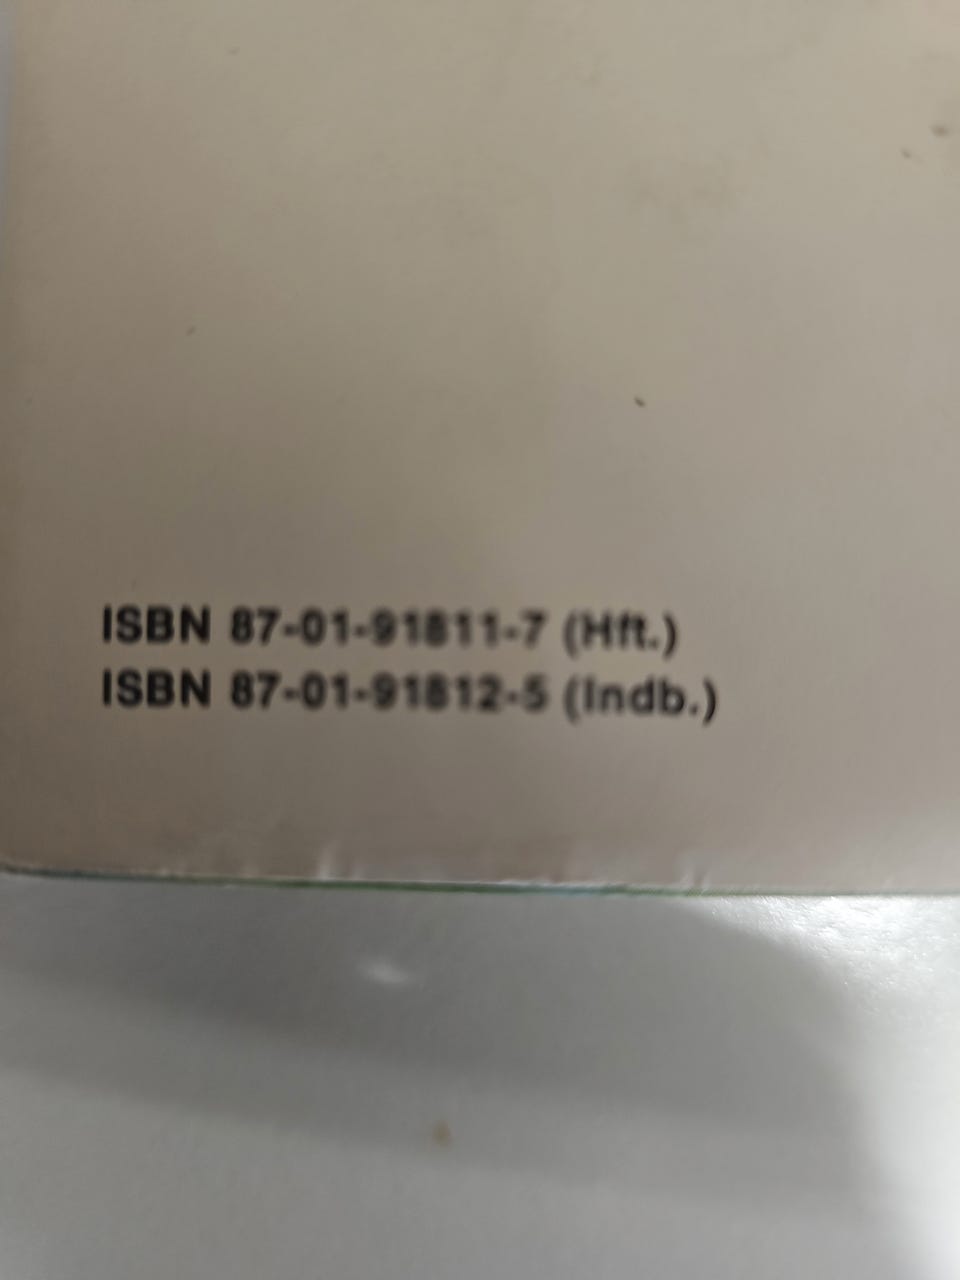 ISBN 87-01-91811-7 (Hft.)
ISBN 87-01-91812-5 (Indb.)